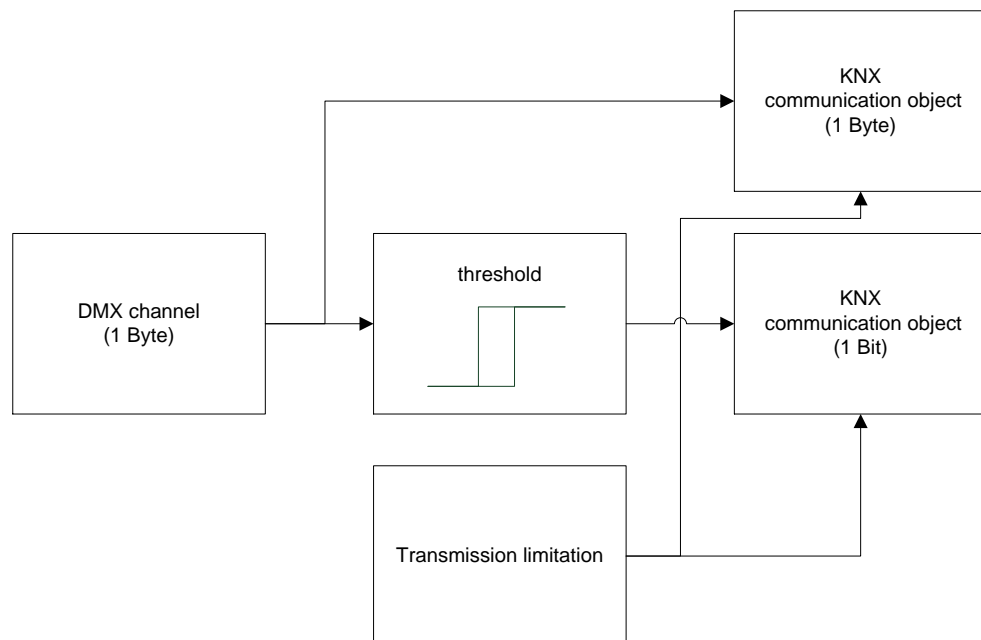 KNX
communication object
(1 Byte)
DMX channel
(1 Byte)
threshold
KNX
communication object
(1 Bit)
Transmission limitation